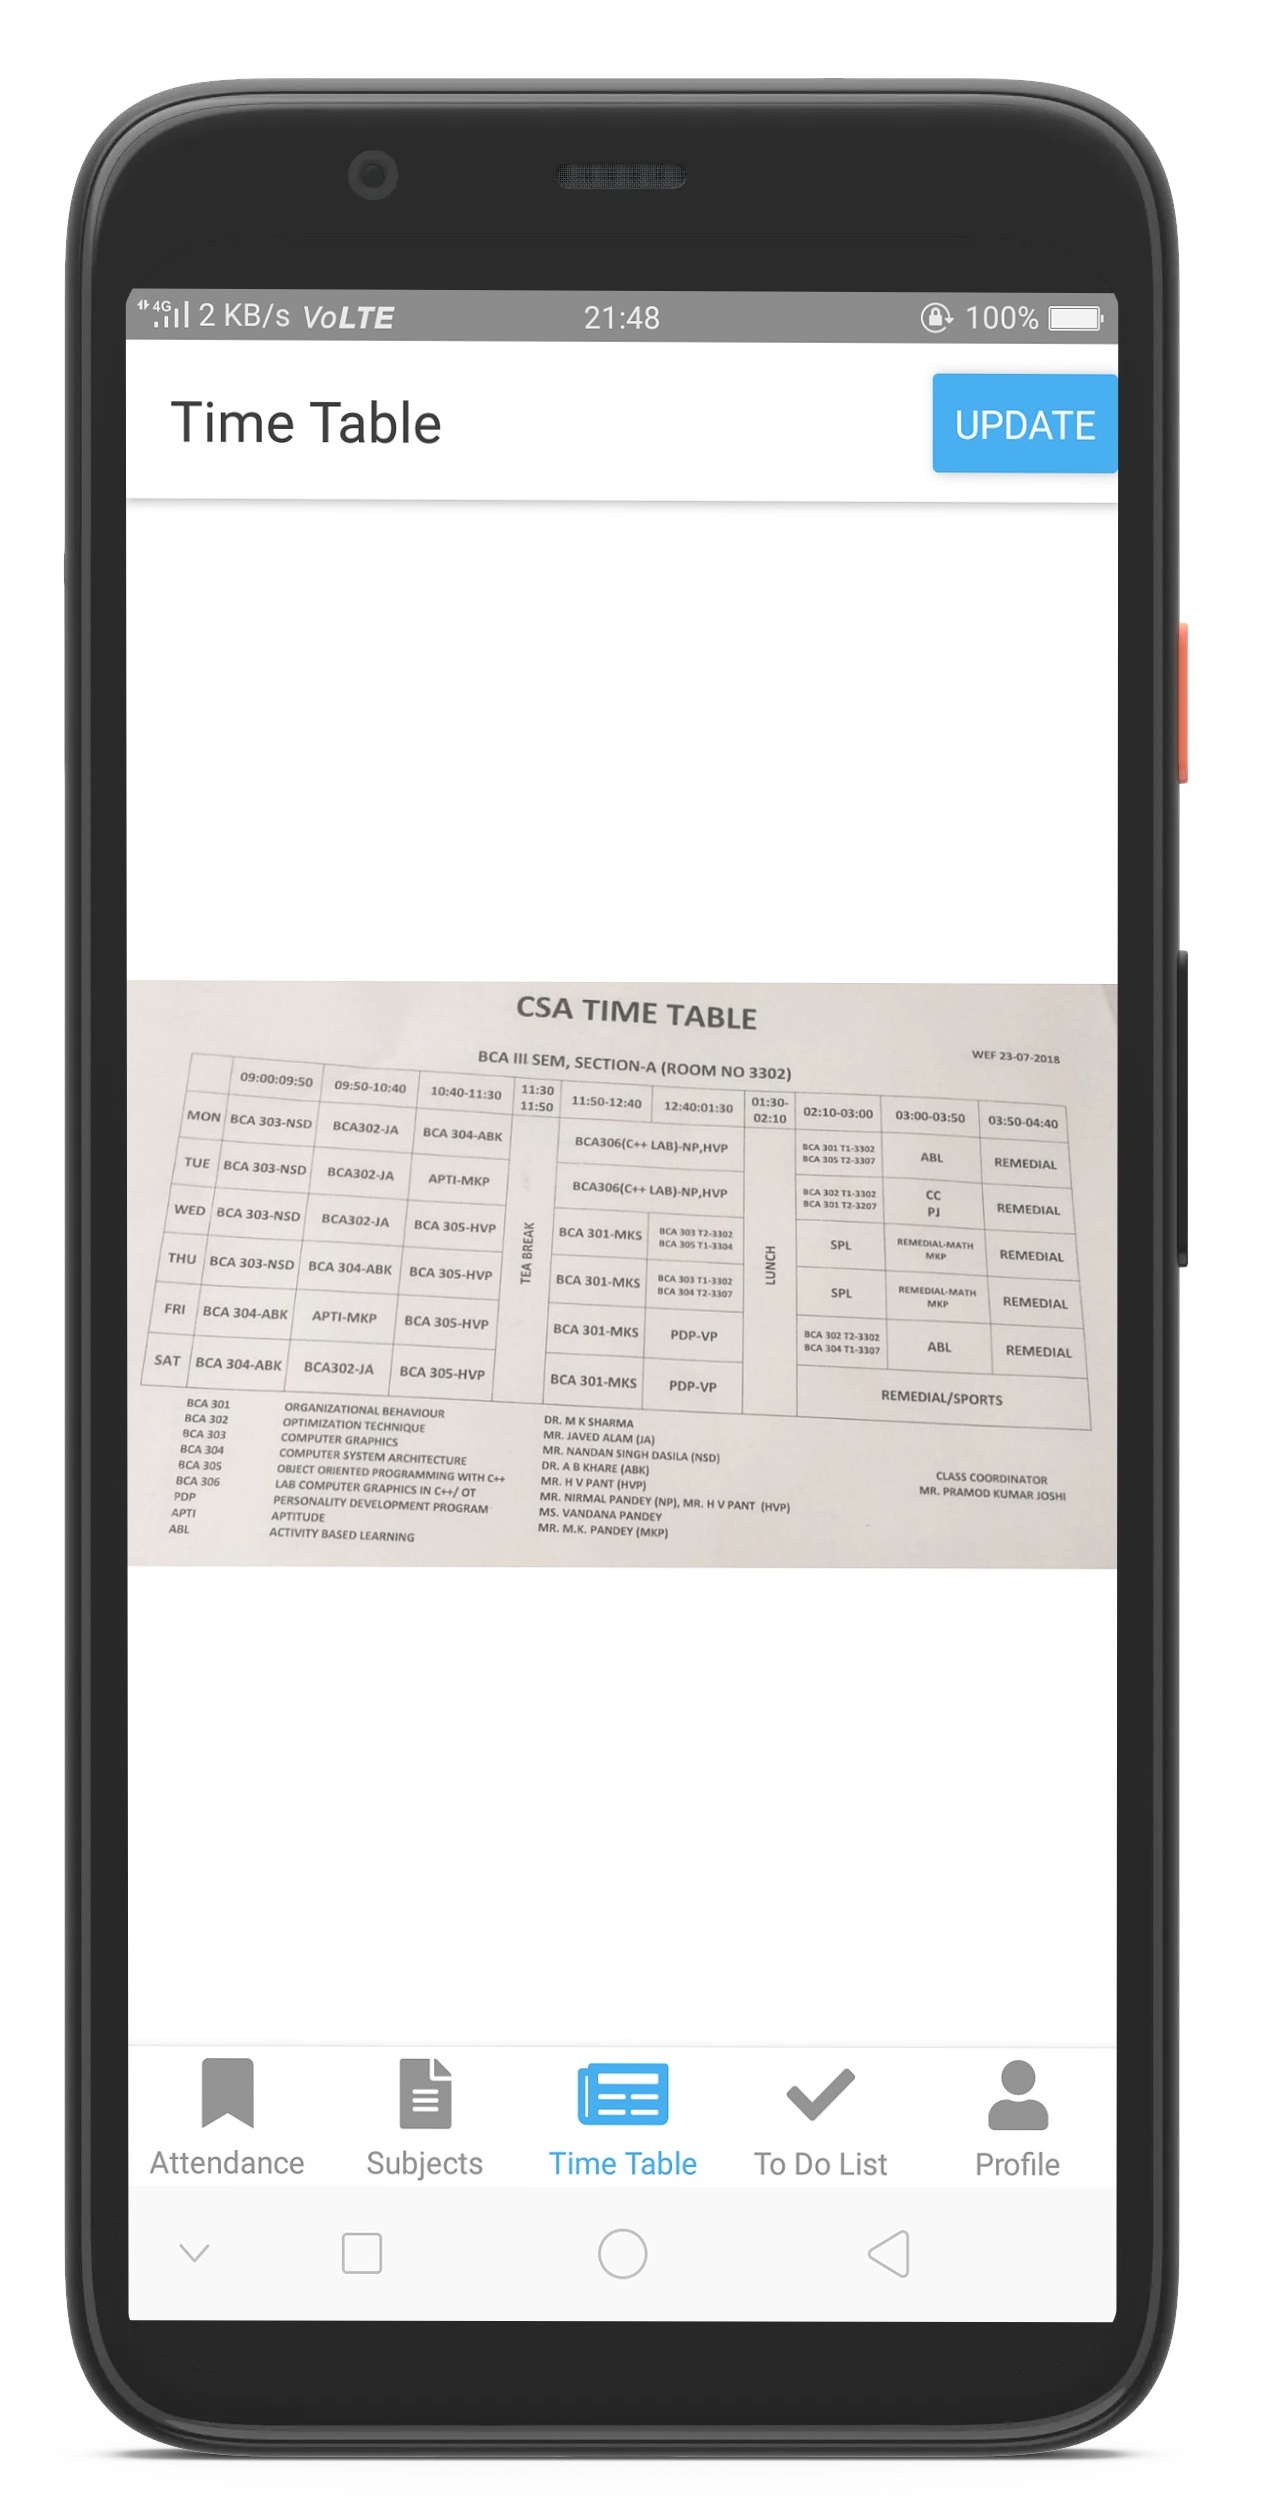 4G 2 KB/s VoLTE 21:48 100%
Time Table UPDATE
CSA TIME TABLE
WEF 23-07-2018
BCA III SEM, SECTION-A (ROOM NO 3302)
09:00:09:50 09:50-10:40 10:40-11:30 11:30 11:50 11:50-12:40 12:40:01:30 01:30-02:10 02:10-03:00 03:00-03:50 03:50-04:40
MON BCA 303-NSD BCA302-JA BCA 304-ABK BCA306(C++ LAB)-NP,HVP BCA 301 T1-3302 BCA 305 T2-3307 ABL REMEDIAL
TUE BCA 303-NSD BCA302-JA APTI-MKP BCA306(C++ LAB)-NP,HVP BCA 302 T1-3302 BCA 301 T2-3207 CC PJ REMEDIAL
WED BCA 303-NSD BCA302-JA BCA 305-HVP BCA 301-MKS BCA 303 T2-3302 BCA 305 T1-3304 SPL REMEDIAL-MATH MKP REMEDIAL
TEA BREAK
LUNCH
THU BCA 303-NSD BCA 304-ABK BCA 305-HVP BCA 301-MKS BCA 303 T1-3302 BCA 304 T2-3307 SPL REMEDIAL-MATH MKP REMEDIAL
FRI BCA 304-ABK APTI-MKP BCA 305-HVP BCA 301-MKS PDP-VP BCA 302 T2-3302 BCA 304 T1-3307 ABL REMEDIAL
SAT BCA 304-ABK BCA302-JA BCA 305-HVP BCA 301-MKS PDP-VP REMEDIAL/SPORTS
BCA 301 ORGANIZATIONAL BEHAVIOUR DR. M K SHARMA
BCA 302 OPTIMIZATION TECHNIQUE MR. JAVED ALAM (JA)
BCA 303 COMPUTER GRAPHICS MR. NANDAN SINGH DASILA (NSD)
BCA 304 COMPUTER SYSTEM ARCHITECTURE DR. A B KHARE (ABK)
BCA 305 OBJECT ORIENTED PROGRAMMING WITH C++ MR. H V PANT (HVP)
BCA 306 LAB COMPUTER GRAPHICS IN C++/ OT MR. NIRMAL PANDEY (NP), MR. H V PANT (HVP)
PDP PERSONALITY DEVELOPMENT PROGRAM MS. VANDANA PANDEY
APTI APTITUDE MR. M.K. PANDEY (MKP)
ABL ACTIVITY BASED LEARNING
CLASS COORDINATOR
MR. PRAMOD KUMAR JOSHI
Attendance Subjects Time Table To Do List Profile